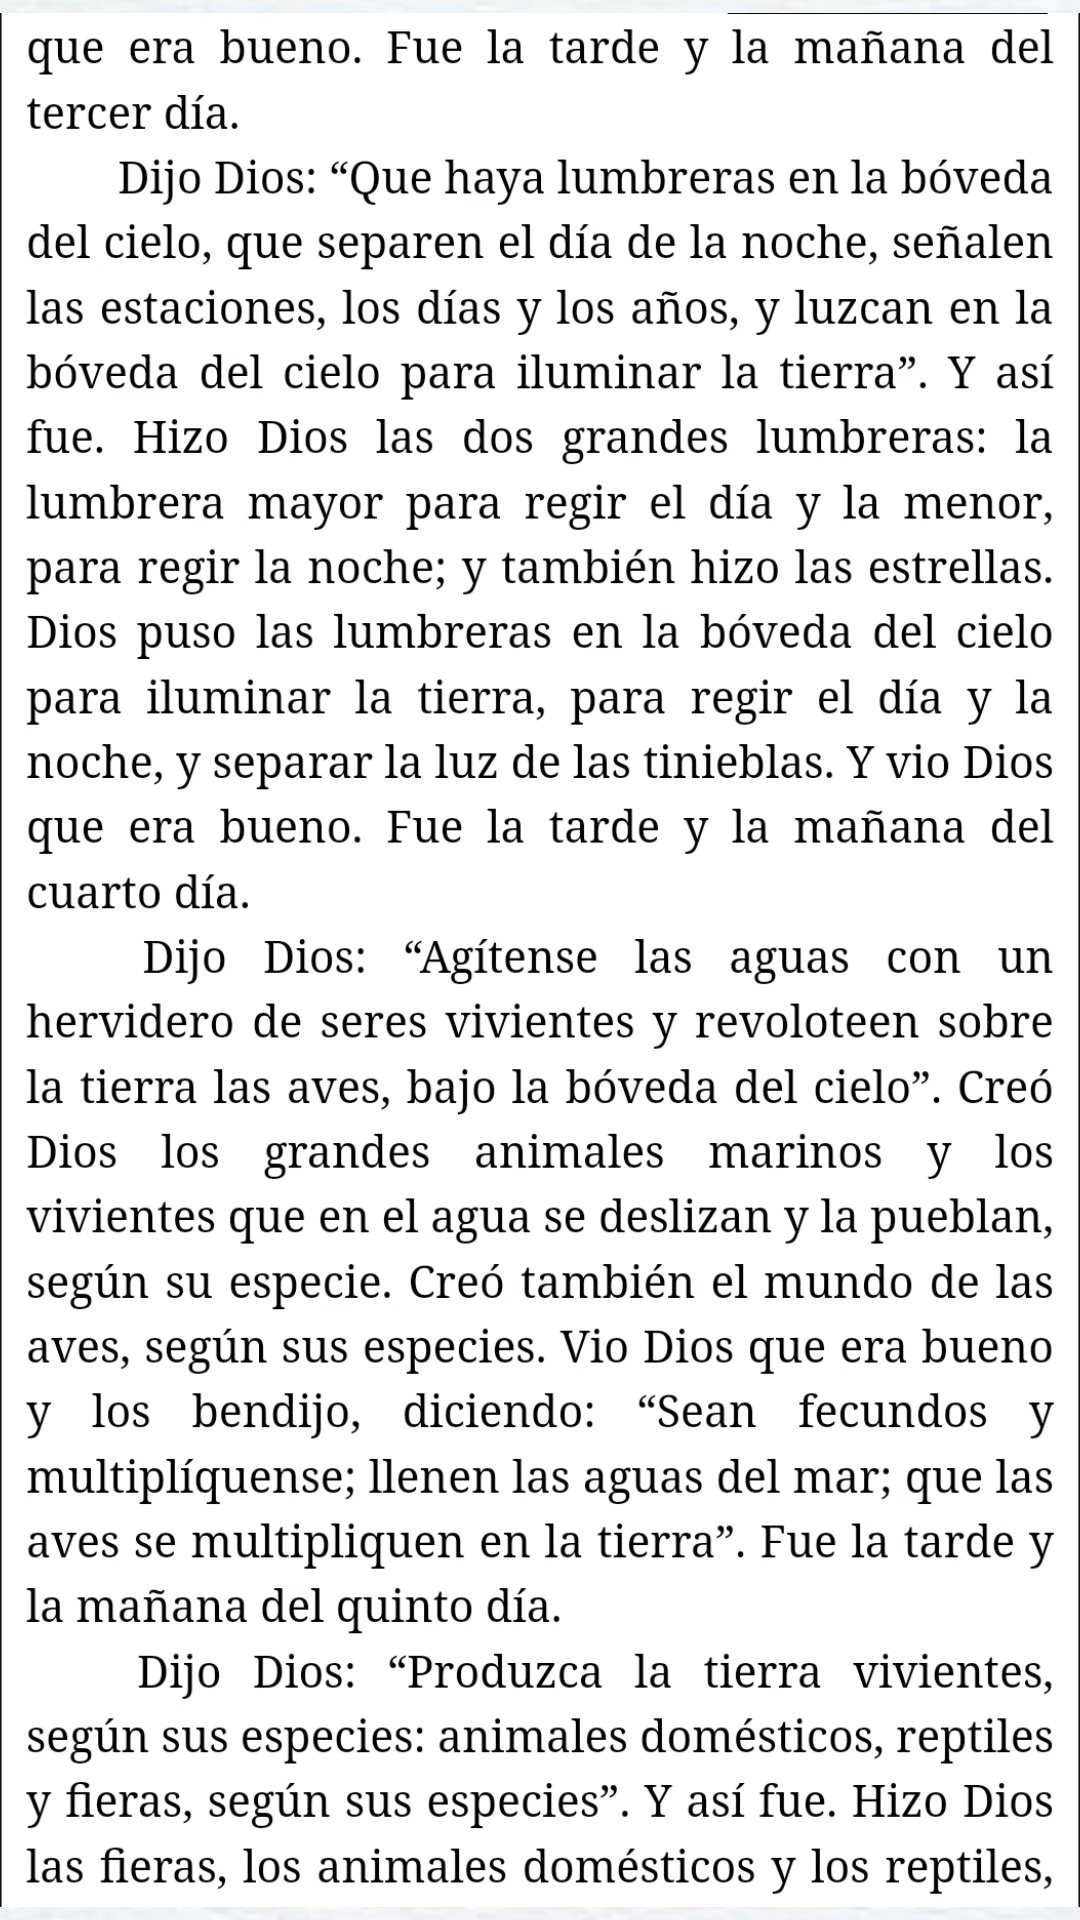 que era bueno. Fue la tarde y la mañana del
tercer día.
Dijo Dios: “Que haya lumbreras en la bóveda
del cielo, que separen el día de la noche, señalen
las estaciones, los días y los años, y luzcan en la
bóveda del cielo para iluminar la tierra”. Y así
fue. Hizo Dios las dos grandes lumbreras: la
lumbrera mayor para regir el día y la menor,
para regir la noche; y también hizo las estrellas.
Dios puso las lumbreras en la bóveda del cielo
para iluminar la tierra, para regir el día y la
noche, y separar la luz de las tinieblas. Y vio Dios
que era bueno. Fue la tarde y la mañana del
cuarto día.
Dijo Dios: “Agítense las aguas con un
hervidero de seres vivientes y revoloteen sobre
la tierra las aves, bajo la bóveda del cielo”. Creó
Dios los grandes animales marinos y los
vivientes que en el agua se deslizan y la pueblan,
según su especie. Creó también el mundo de las
aves, según sus especies. Vio Dios que era bueno
y los bendijo, diciendo: “Sean fecundos y
multiplíquense; llenen las aguas del mar; que las
aves se multipliquen en la tierra”. Fue la tarde y
la mañana del quinto día.
Dijo Dios: “Produzca la tierra vivientes,
según sus especies: animales domésticos, reptiles
y fieras, según sus especies”. Y así fue. Hizo Dios
las fieras, los animales domésticos y los reptiles,